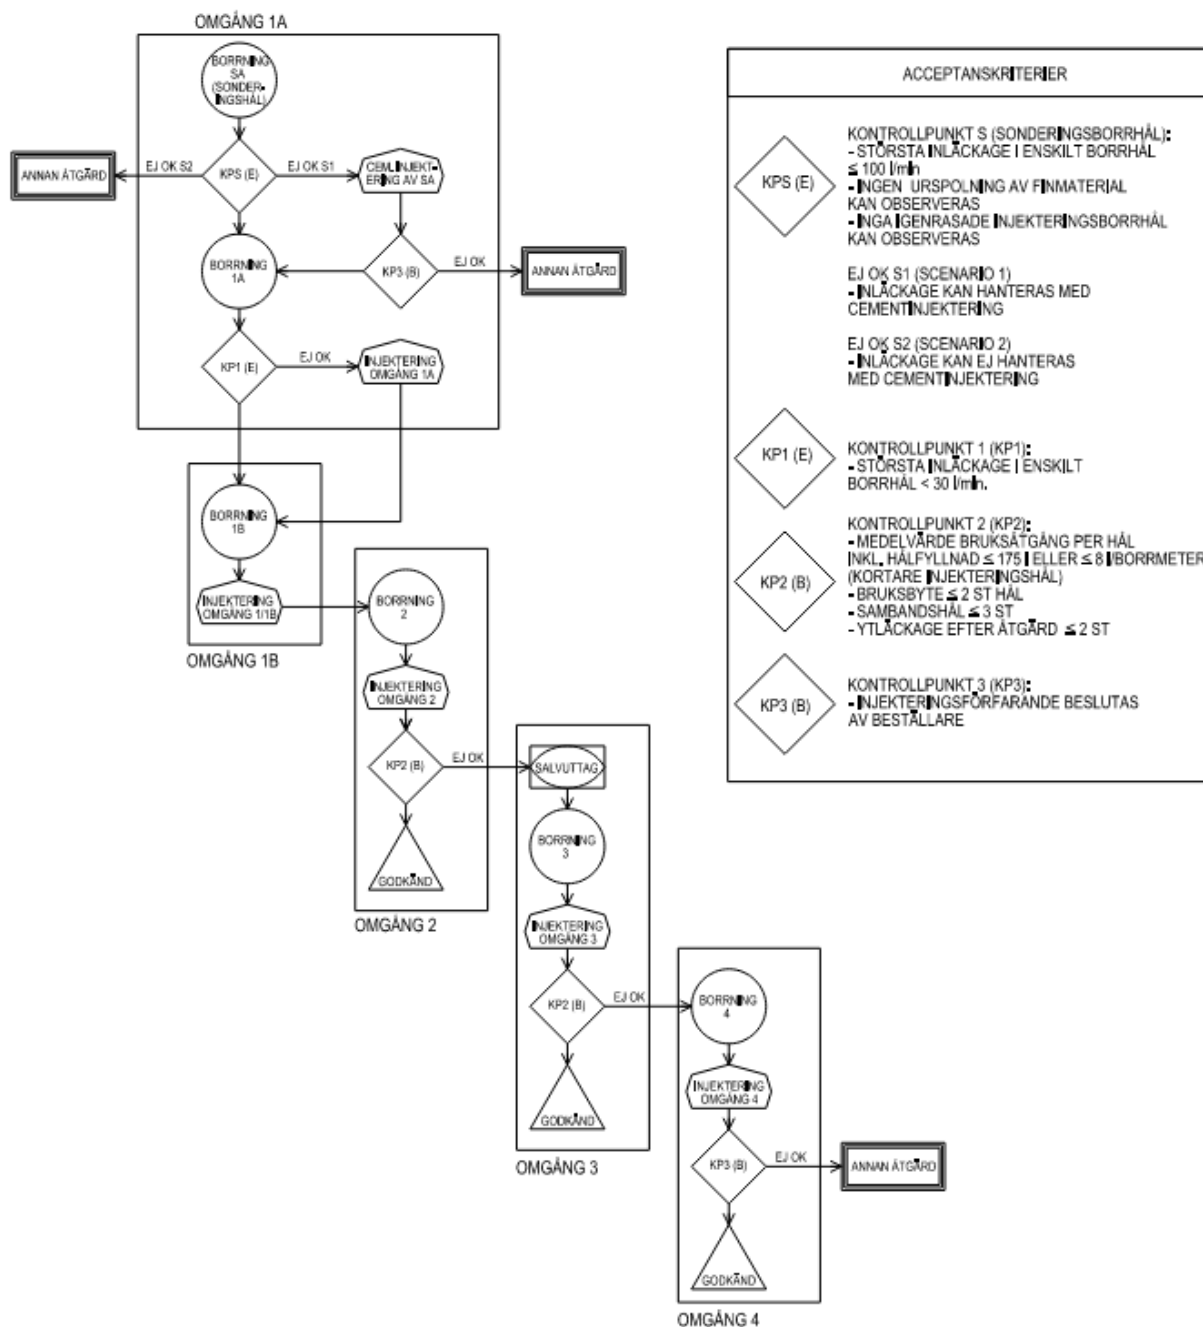 OMGÅNG 1A
BORRNING
SA
(SONDER-
INGSHÅL)
ANNAN ÅTGÄRD
EJ OK S2
KPS (E)
EJ OK S1
CEM.INJEKT-
ERING AV SA
BORRNING
1A
KP3 (B)
EJ OK
ANNAN ÅTGÄRD
KP1 (E)
EJ OK
INJEKTERING
OMGÅNG 1A
BORRNING
1B
INJEKTERING
OMGÅNG 1/1B
OMGÅNG 1B
BORRNING
2
INJEKTERING
OMGÅNG 2
KP2 (B)
EJ OK
GODKÄND
OMGÅNG 2
SALVUTTAG
BORRNING
3
INJEKTERING
OMGÅNG 3
KP2 (B)
EJ OK
GODKÄND
OMGÅNG 3
BORRNING
4
INJEKTERING
OMGÅNG 4
KP3 (B)
EJ OK
ANNAN ÅTGÄRD
GODKÄND
OMGÅNG 4
ACCEPTANSKRITERIER
KPS (E)
KONTROLLPUNKT S (SONDERINGSBORRHÅL):
- STÖRSTA INLÄCKAGE I ENSKILT BORRHÅL
≤ 100 l/min
- INGEN URSPOLNING AV FINMATERIAL
KAN OBSERVERAS
- INGA IGENRASADE INJEKTERINGSBORRHÅL
KAN OBSERVERAS
EJ OK S1 (SCENARIO 1)
- INLÄCKAGE KAN HANTERAS MED
CEMENTINJEKTERING
EJ OK S2 (SCENARIO 2)
- INLÄCKAGE KAN EJ HANTERAS
MED CEMENTINJEKTERING
KP1 (E)
KONTROLLPUNKT 1 (KP1):
- STÖRSTA INLÄCKAGE I ENSKILT
BORRHÅL < 30 l/min.
KP2 (B)
KONTROLLPUNKT 2 (KP2):
- MEDELVÄRDE BRUKSÅTGÅNG PER HÅL
INKL. HÅLFYLLNAD ≤ 175 l ELLER ≤ 8 l/BORRMETER
(KORTARE INJEKTERINGSHÅL)
- BRUKSBYTE ≤ 2 ST HÅL
- SAMBANDSHÅL ≤ 3 ST
- YTLÄCKAGE EFTER ÅTGÄRD ≤ 2 ST
KP3 (B)
KONTROLLPUNKT 3 (KP3):
- INJEKTERINGSFÖRFARANDE BESLUTAS
AV BESTÄLLARE